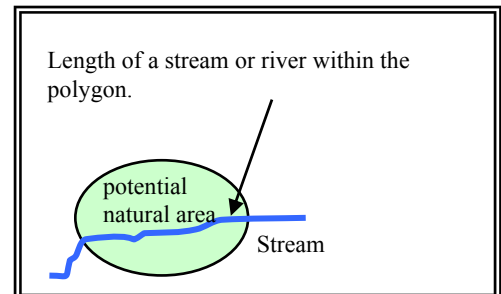 Length of a stream or river within the
polygon.
potential
natural area
Stream